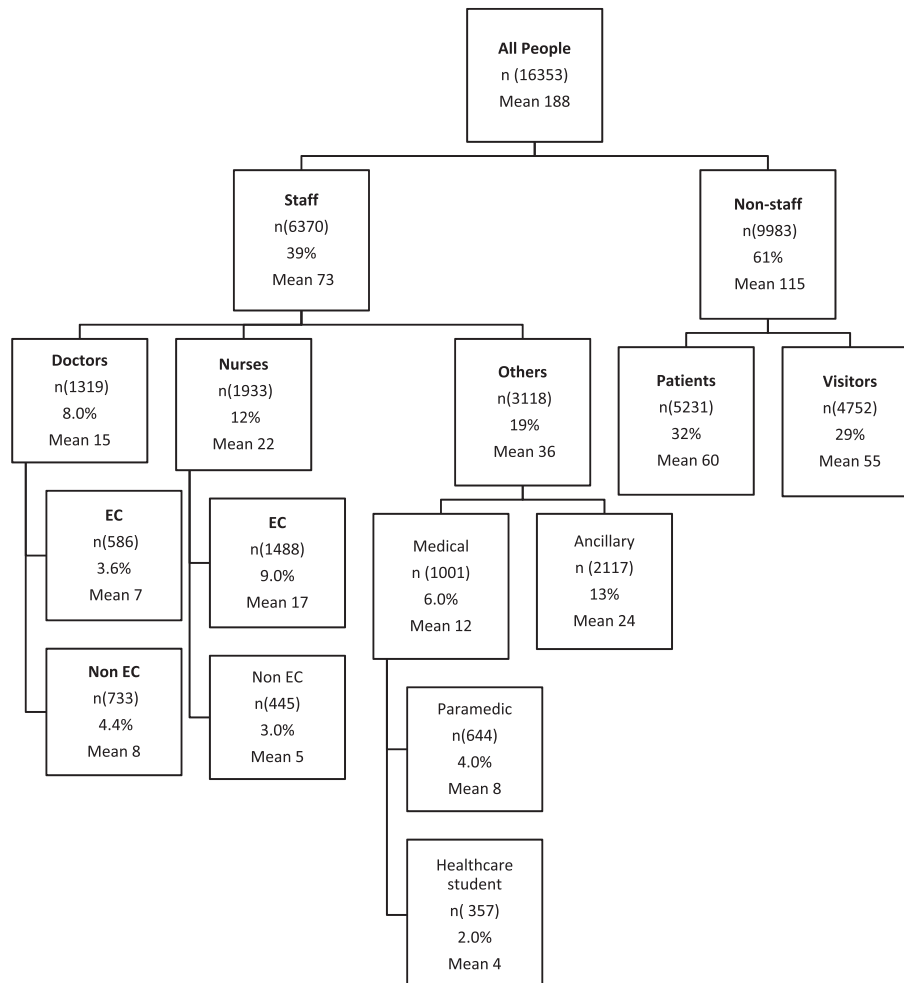 All People
n (16353)
Mean 188
Staff
n(6370)
39%
Mean 73
Non-staff
n(9983)
61%
Mean 115
Doctors
n(1319)
8.0%
Mean 15
Nurses
n(1933)
12%
Mean 22
Others
n(3118)
19%
Mean 36
Patients
n(5231)
32%
Mean 60
Visitors
n(4752)
29%
Mean 55
EC
n(586)
3.6%
Mean 7
EC
n(1488)
9.0%
Mean 17
Medical
n (1001)
6.0%
Mean 12
Ancillary
n (2117)
13%
Mean 24
Non EC
n(733)
4.4%
Mean 8
Non EC
n(445)
3.0%
Mean 5
Paramedic
n(644)
4.0%
Mean 8
Healthcare
student
n( 357)
2.0%
Mean 4